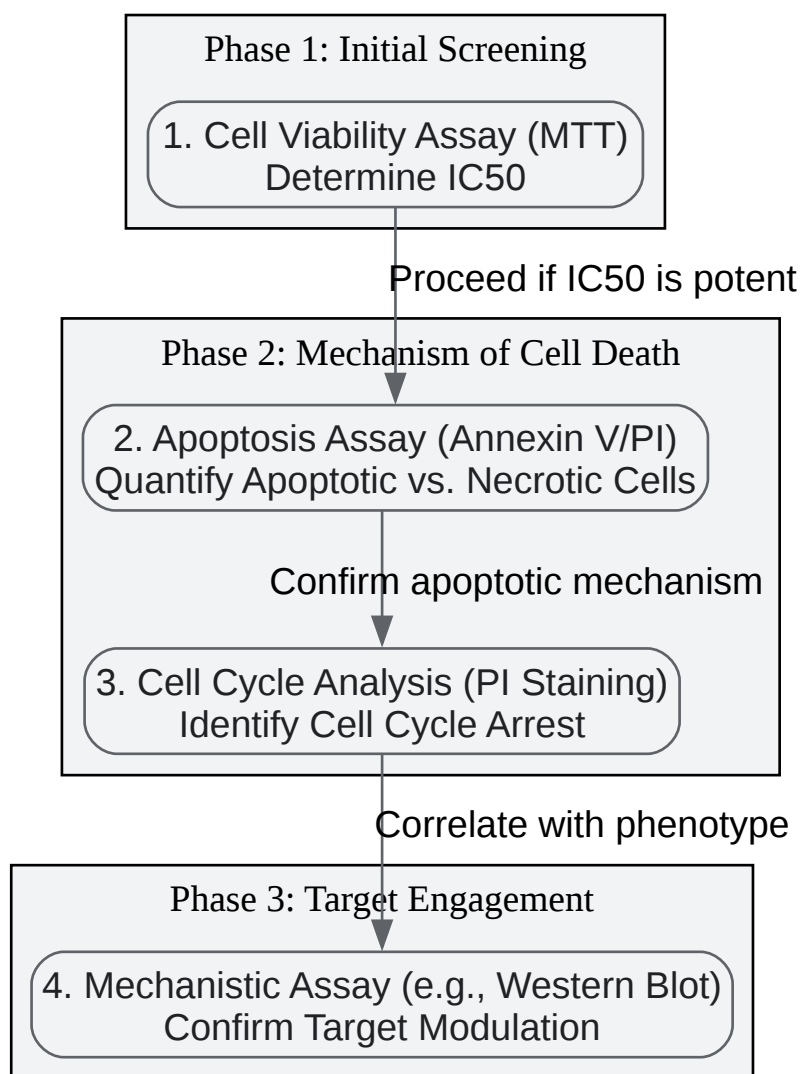 Phase 1: Initial Screening
1. Cell Viability Assay (MTT)
Determine IC50
Proceed if IC50 is potent
Phase 2: Mechanism of Cell Death
2. Apoptosis Assay (Annexin V/PI)
Quantify Apoptotic vs. Necrotic Cells
Confirm apoptotic mechanism
3. Cell Cycle Analysis (PI Staining)
Identify Cell Cycle Arrest
Correlate with phenotype
Phase 3: Target Engagement
4. Mechanistic Assay (e.g., Western Blot)
Confirm Target Modulation